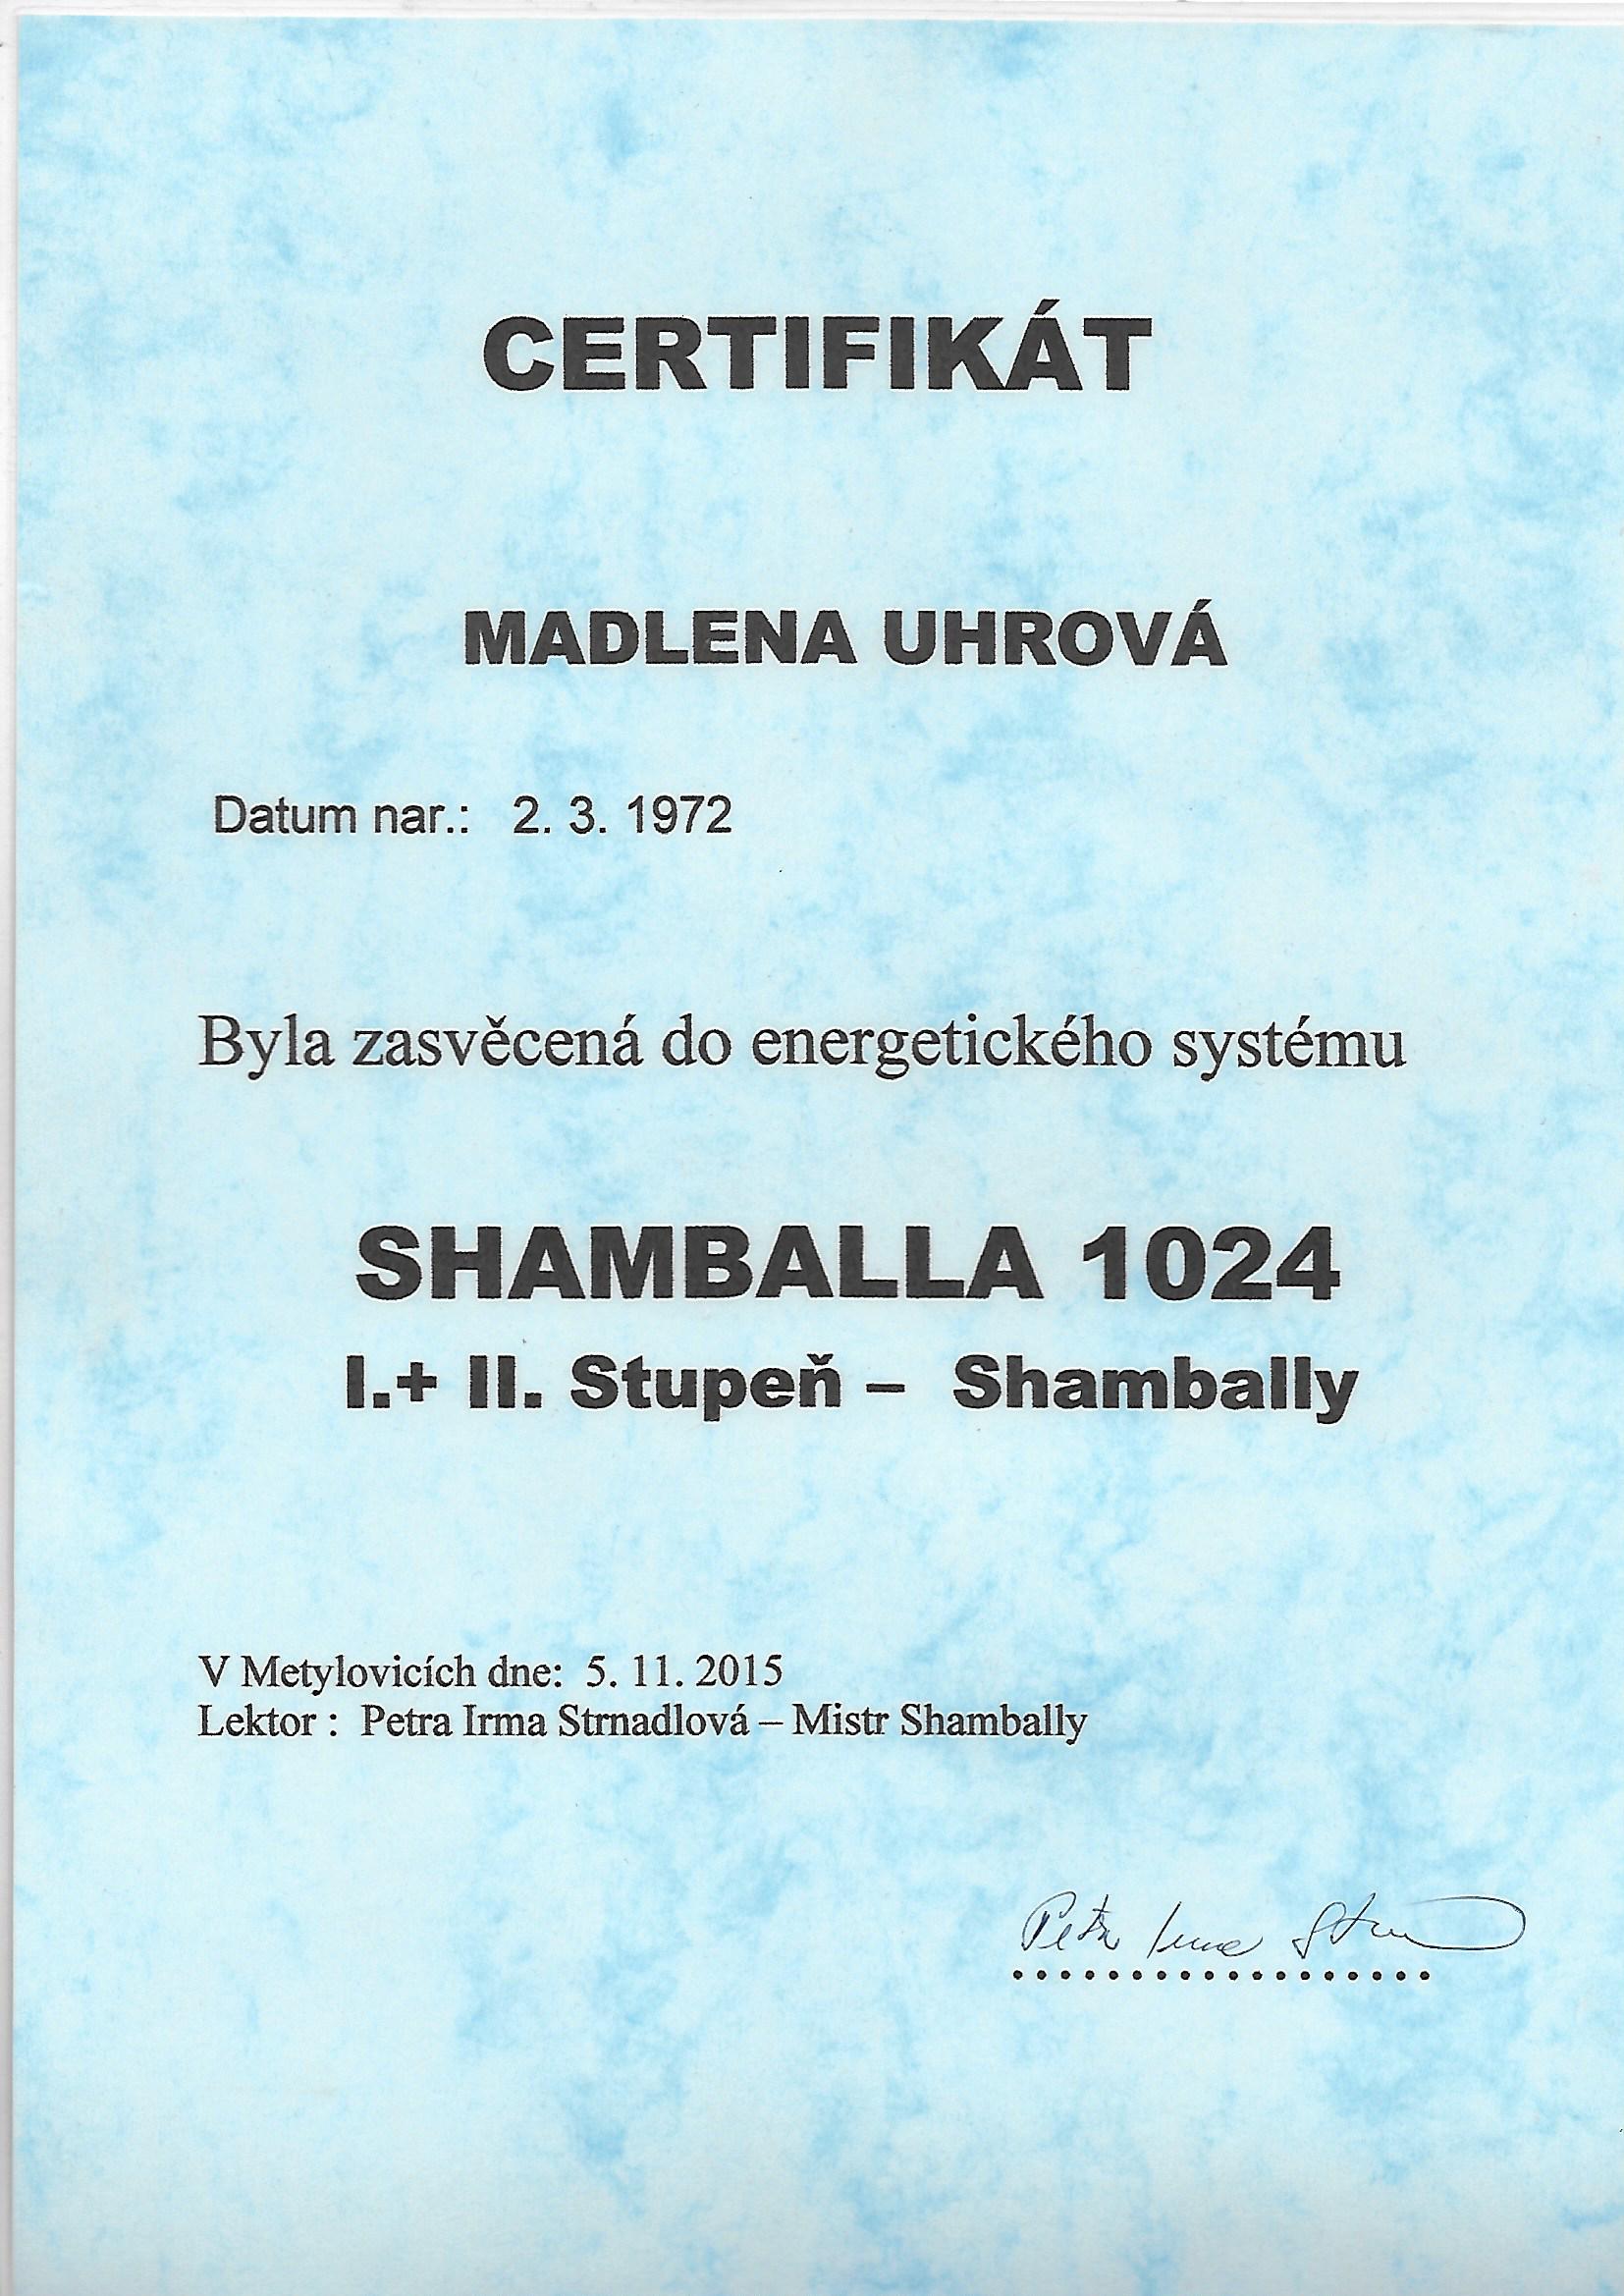 CERTIFIKÁT
MADLENA UHROVÁ
Datum nar.: 2. 3. 1972
Byla zasvěcená do energetického systému
SHAMBALLA 1024
I.+ II. Stupeň – Shambally
V Metylovicích dne: 5. 11. 2015
Lektor : Petra Irma Strnadlová – Mistr Shambally